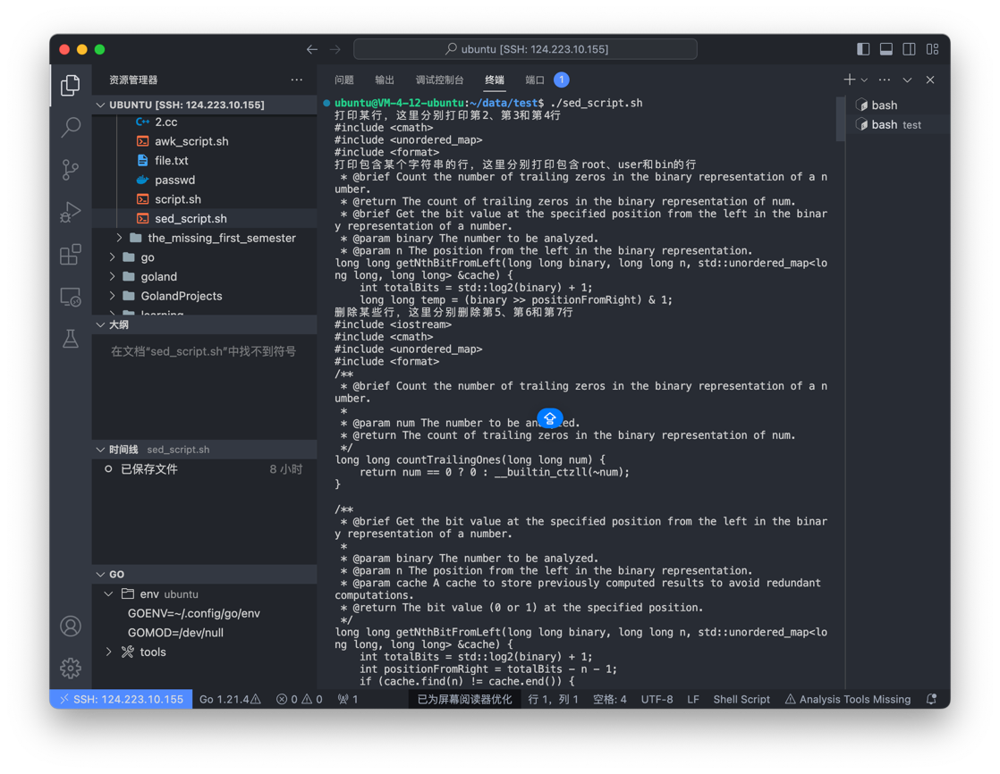 ubuntu [SSH: 124.223.10.155]
资源管理器
UBUNTU [SSH: 124.223.10.155]
2.cc
awk_script.sh
file.txt
passwd
script.sh
sed_script.sh
the_missing_first_semester
go
goland
GolandProjects
learning
大纲
在文档“sed_script.sh”中找不到符号
时间线 sed_script.sh
已保存文件 8 小时
GO
env ubuntu
GOENV=~/.config/go/env
GOMOD=/dev/null
tools
问题 输出 调试控制台 终端 端口 1
bash
bash test
ubuntu@VM-4-12-ubuntu:~/data/test$ ./sed_script.sh
打印某行，这里分别打印第2、第3和第4行
#include <cmath>
#include <unordered_map>
#include <format>
打印包含某个字符串的行，这里分别打印包含root、user和bin的行
 * @brief Count the number of trailing zeros in the binary representation of a n
umber.
 * @return The count of trailing zeros in the binary representation of num.
 * @brief Get the bit value at the specified position from the left in the binar
y representation of a number.
 * @param binary The number to be analyzed.
 * @param n The position from the left in the binary representation.
long long getNthBitFromLeft(long long binary, long long n, std::unordered_map<lo
ng long, long long> &cache) {
    int totalBits = std::log2(binary) + 1;
    long long temp = (binary >> positionFromRight) & 1;
删除某些行，这里分别删除第5、第6和第7行
#include <iostream>
#include <cmath>
#include <unordered_map>
#include <format>
/**
 * @brief Count the number of trailing zeros in the binary representation of a n
umber.
 *
 * @param num The number to be analyzed.
 * @return The count of trailing zeros in the binary representation of num.
 */
long long countTrailingOnes(long long num) {
    return num == 0 ? 0 : __builtin_ctzll(~num);
}
/**
 * @brief Get the bit value at the specified position from the left in the binar
y representation of a number.
 *
 * @param binary The number to be analyzed.
 * @param n The position from the left in the binary representation.
 * @param cache A cache to store previously computed results to avoid redundant
computations.
 * @return The bit value (0 or 1) at the specified position.
 */
long long getNthBitFromLeft(long long binary, long long n, std::unordered_map<lo
ng long, long long> &cache) {
    int totalBits = std::log2(binary) + 1;
    int positionFromRight = totalBits - n - 1;
    if (cache.find(n) != cache.end()) {
SSH: 124.223.10.155 Go 1.21.4 0 0 1 已为屏幕阅读器优化 行 1，列 1 空格: 4 UTF-8 LF Shell Script Analysis Tools Missing